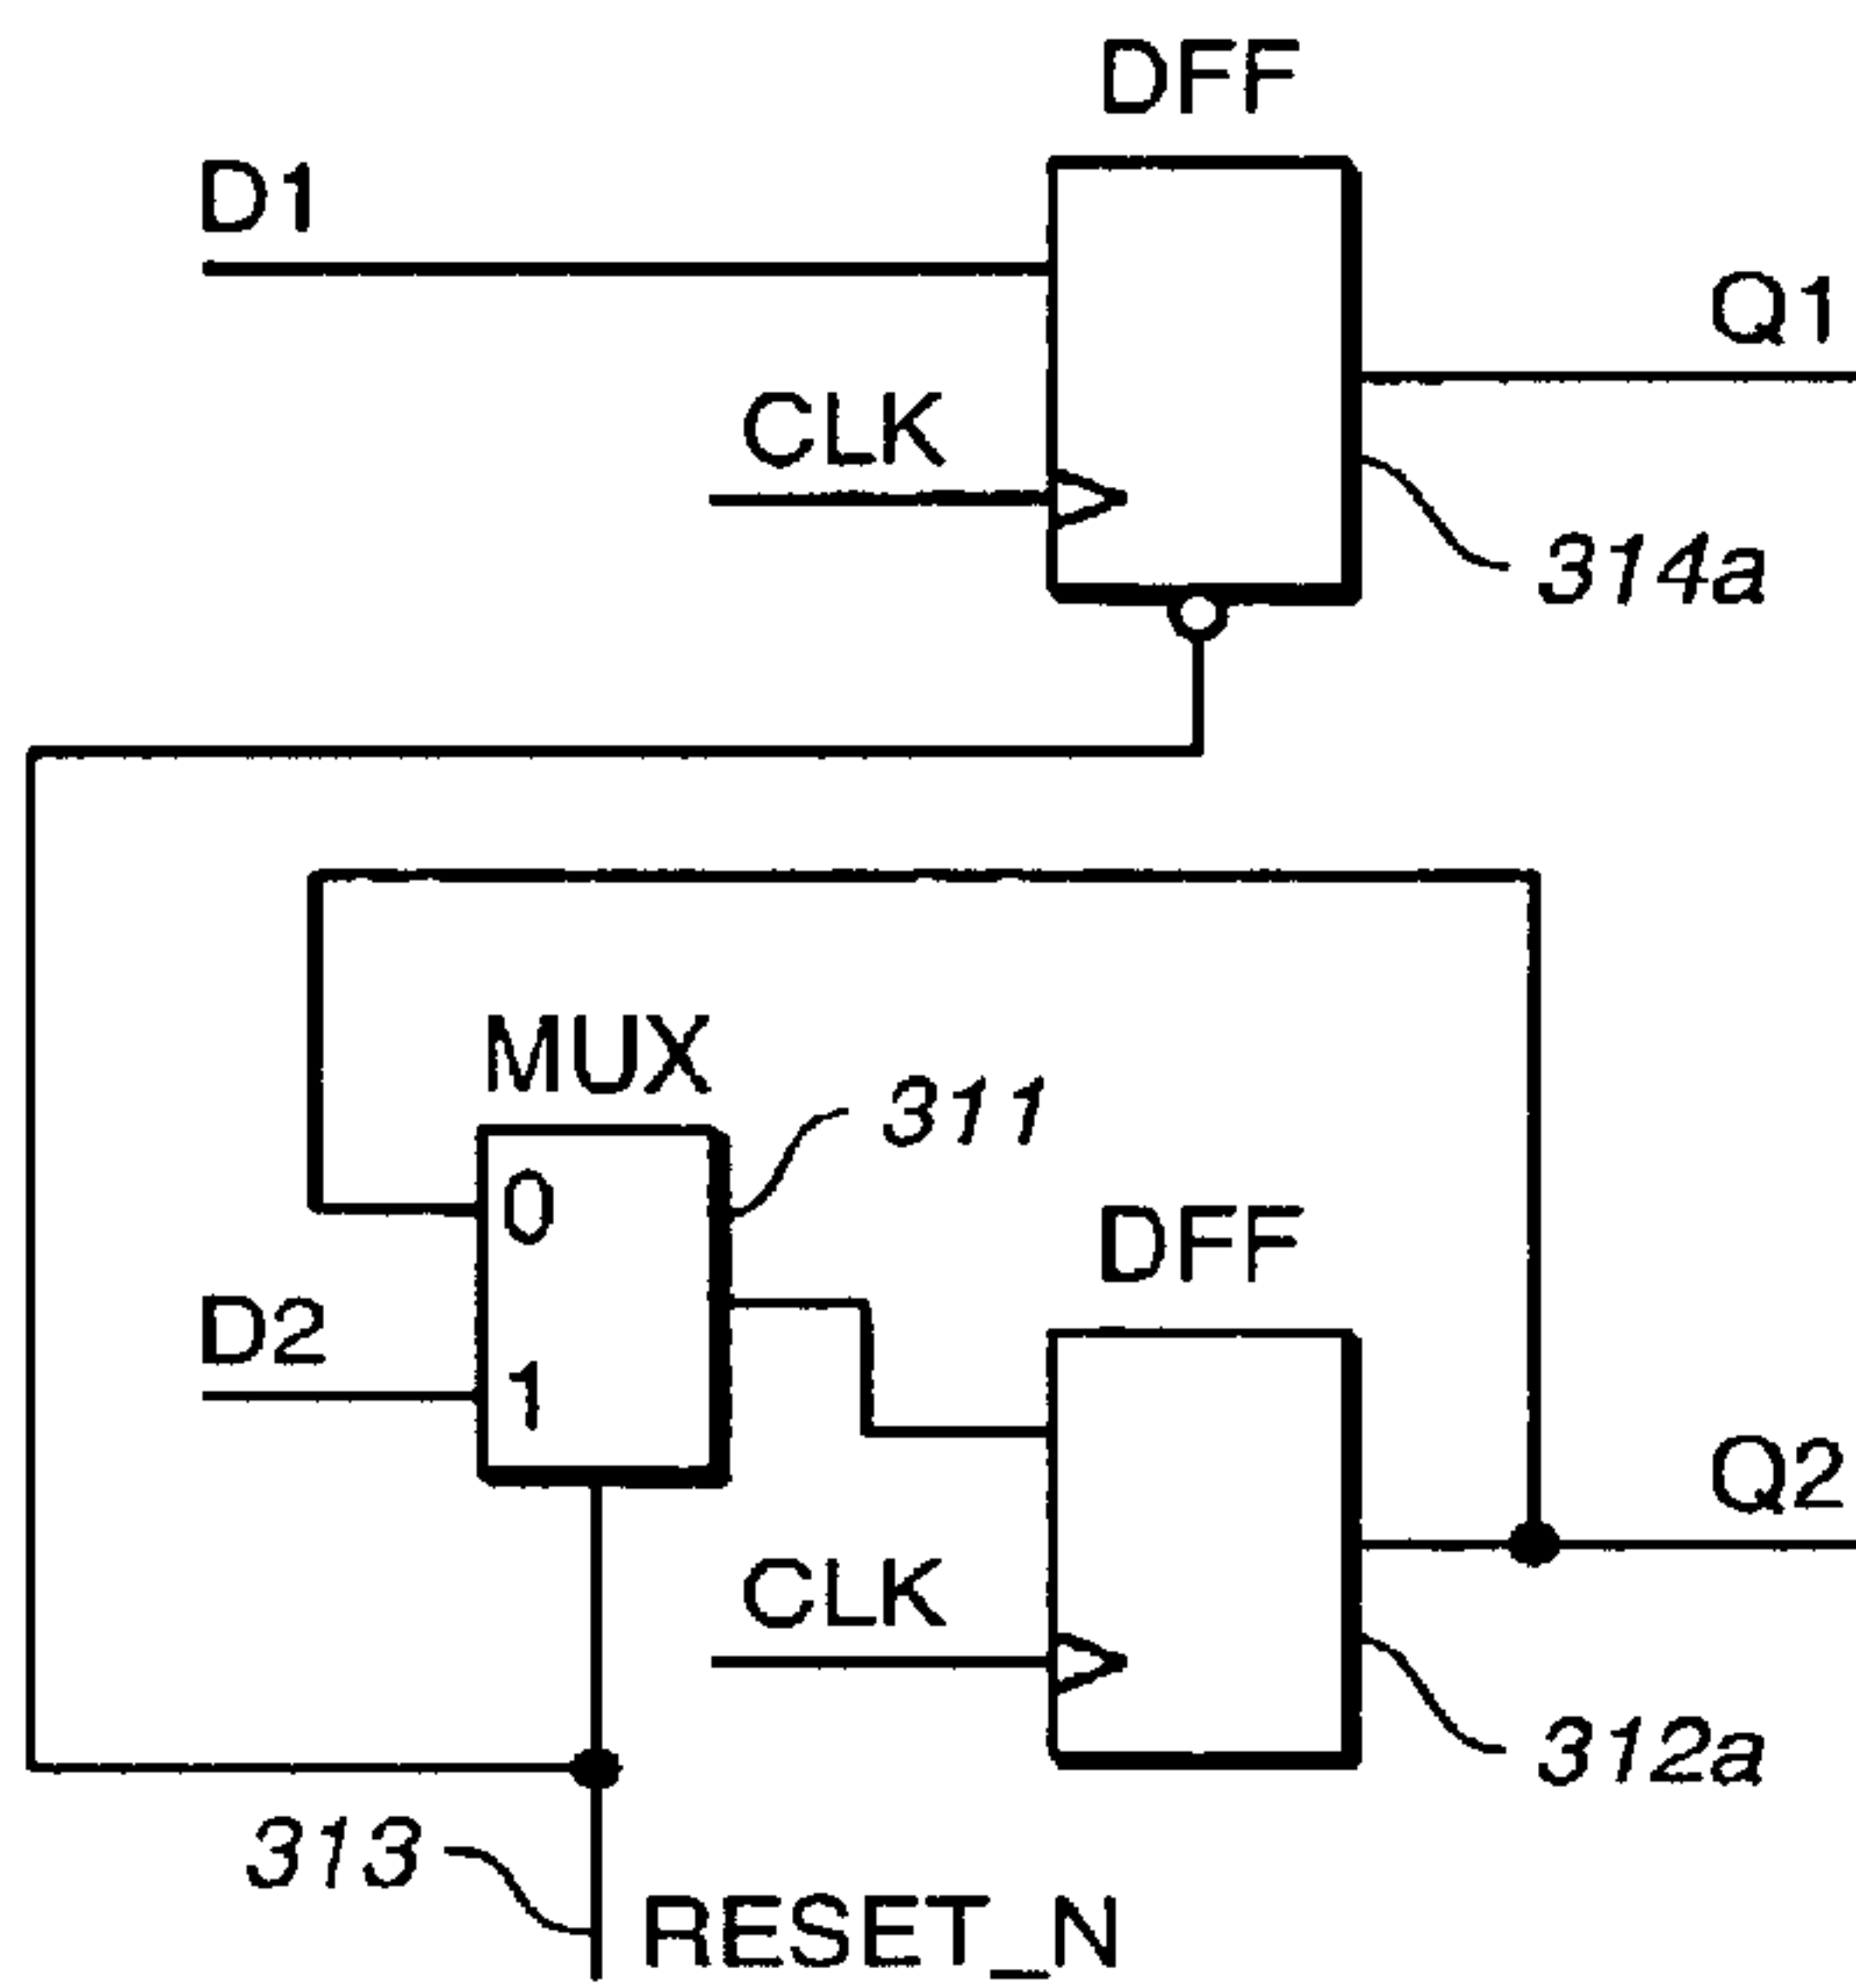 DFF
D1
Q1
CLK
314a
MUX
311
0
DFF
D2
1
Q2
CLK
312a
313
RESET_N